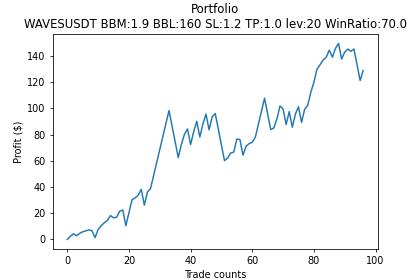 Portfolio
WAVESUSDT BBM:1.9 BBL:160 SL:1.2 TP:1.0 lev:20 WinRatio:70.0
140
120
100
80
60
40
20
0
Profit ($)
0 20 40 60 80 100
Trade counts